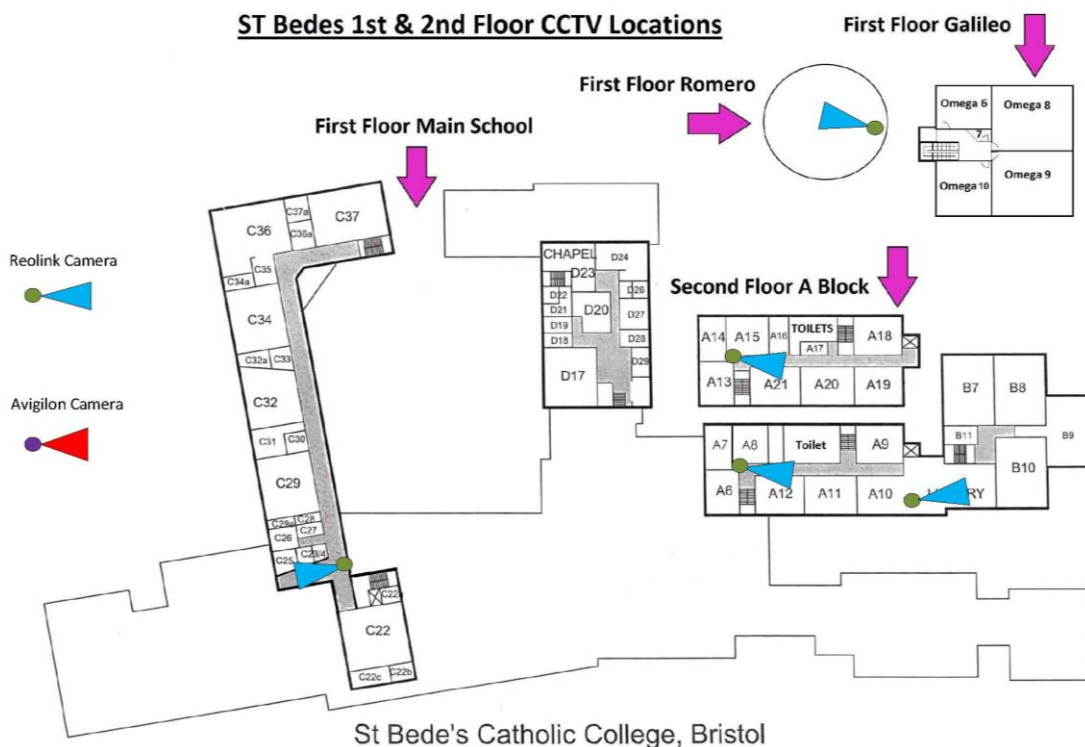 ST Bedes 1st & 2nd Floor CCTV Locations
First Floor Galileo
First Floor Romero
First Floor Main School
Omega 6
Omega 8
7
Omega 10
Omega 9
Reolink Camera
Avigilon Camera
C37a
C37
C36
C36a
C35
C34a
C34
C32a
C33
C32
C31
C30
C29
C29a
C28
C26
C27
C25
C23/4
C22
C22c
C22b
CHAPEL
D24
D23
D22
D26
D20
D21
D27
D19
D18
D28
D17
D29
Second Floor A Block
A14
A15
A16
TOILETS
A17
A18
A13
A21
A20
A19
A7
A8
Toilet
A9
A6
A12
A11
A10
B7
B8
B11
B9
B10
St Bede's Catholic College, Bristol